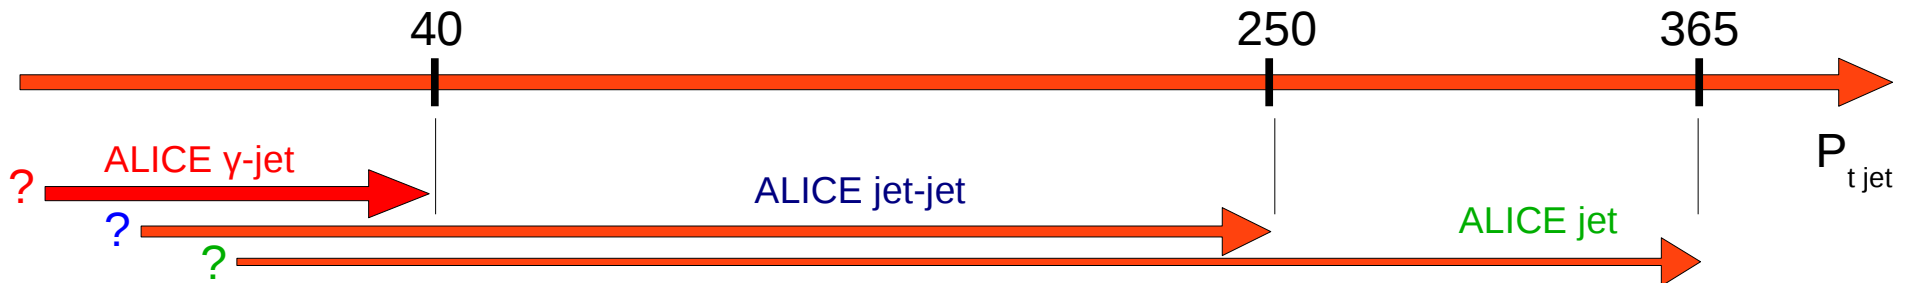 40
250
365
P t jet
ALICE γ-jet
?
ALICE jet-jet
?
ALICE jet
?